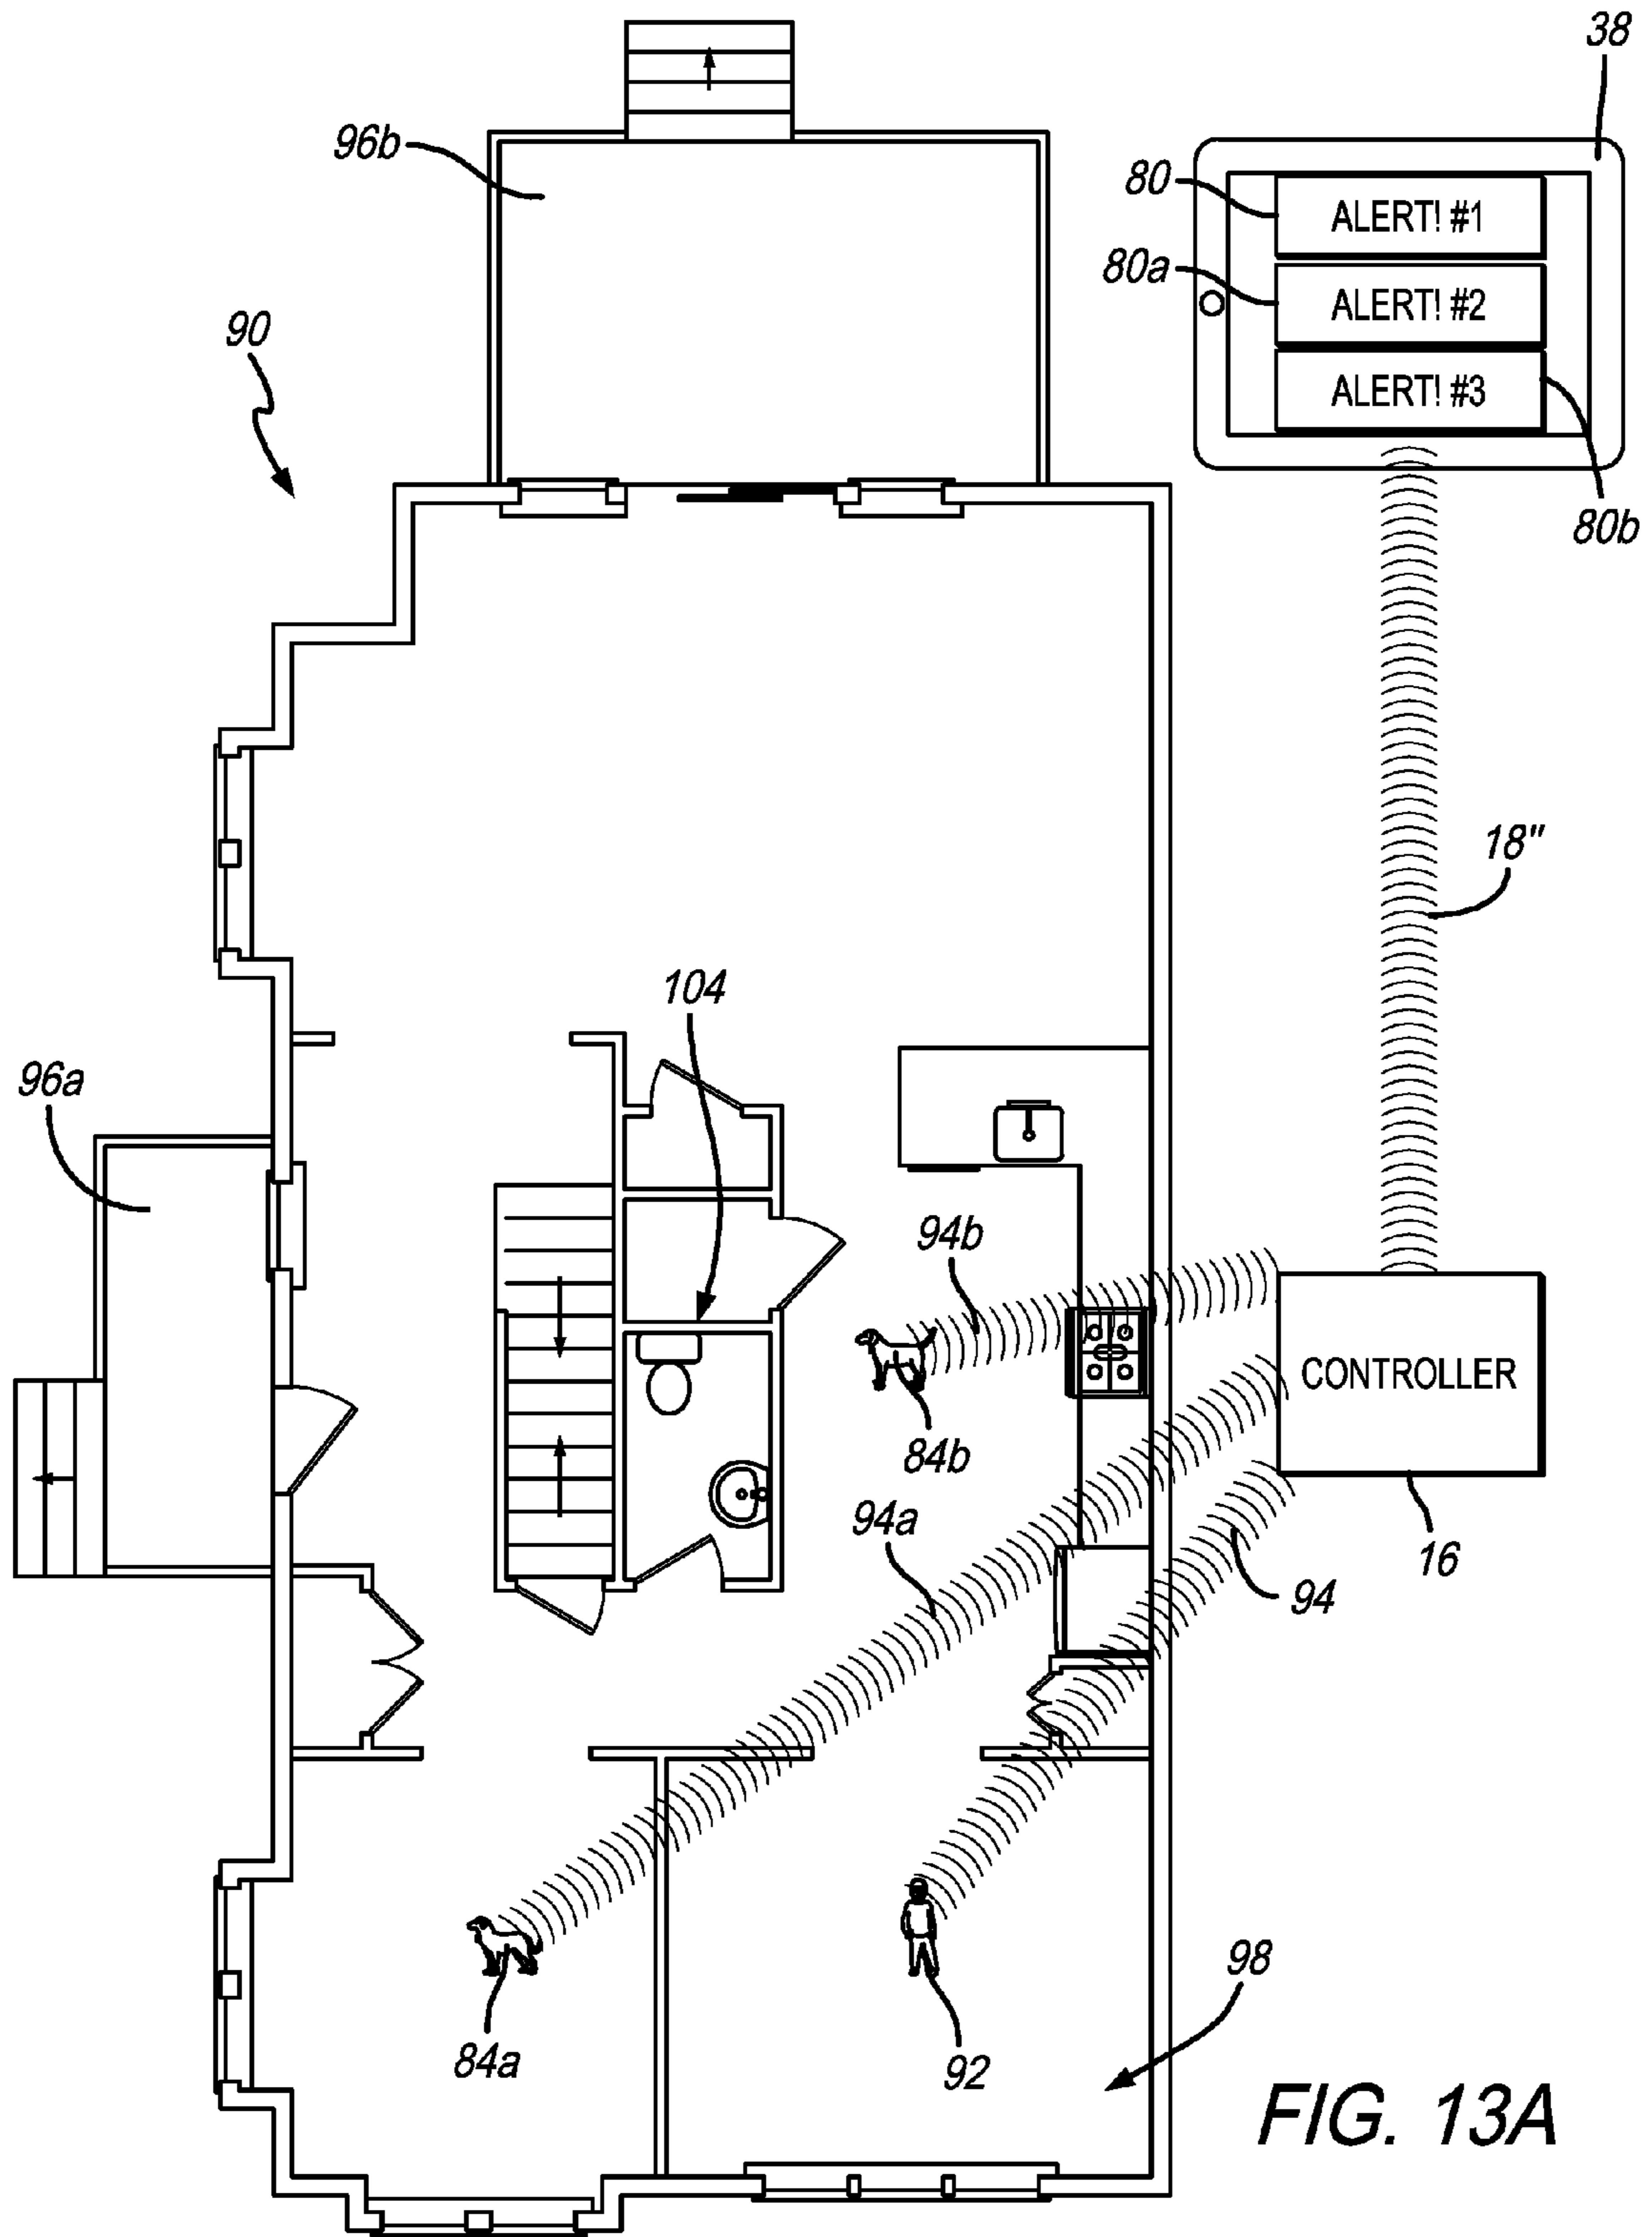 38
96b
80
ALERT! #1
80a
ALERT! #2
90
ALERT! #3
80b
18"
104
96a
94b
CONTROLLER
84b
94a
16
94
98
84a
92
FIG. 13A